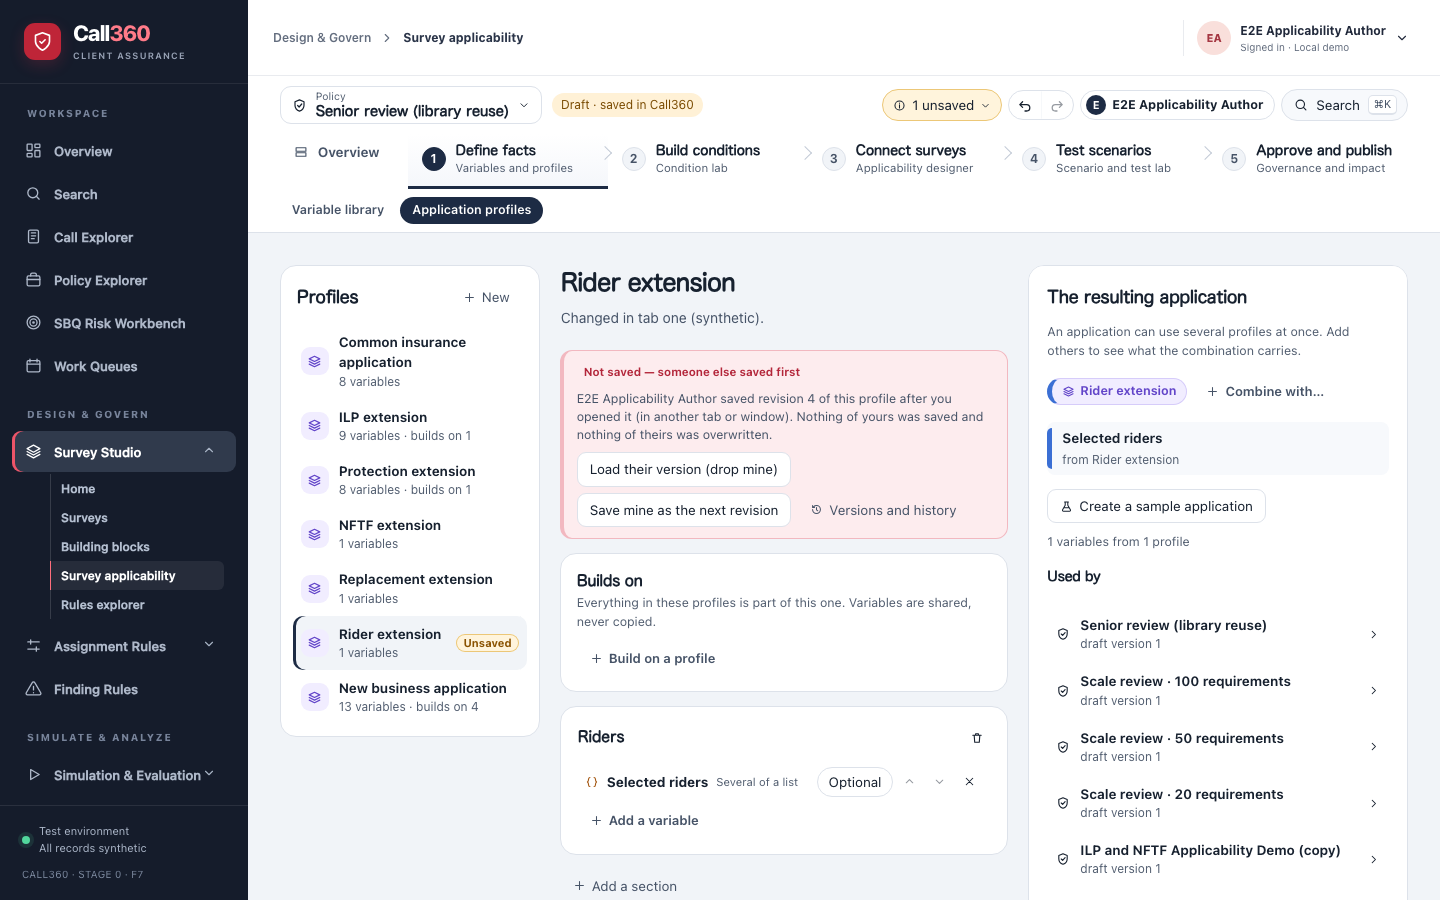 Call360
CLIENT ASSURANCE
WORKSPACE
Overview
Search
Call Explorer
Policy Explorer
SBQ Risk Workbench
Work Queues
DESIGN & GOVERN
Survey Studio
Home
Surveys
Building blocks
Survey applicability
Rules explorer
Assignment Rules
Finding Rules
SIMULATE & ANALYZE
Simulation & Evaluation
Test environment
All records synthetic
CALL360 · STAGE 0 · F7
Design & Govern
Survey applicability
EA
E2E Applicability Author
Signed in · Local demo
Policy
Senior review (library reuse)
Draft · saved in Call360
1 unsaved
E
E2E Applicability Author
Search
⌘K
Overview
1
Define facts
Variables and profiles
2
Build conditions
Condition lab
3
Connect surveys
Applicability designer
4
Test scenarios
Scenario and test lab
5
Approve and publish
Governance and impact
Variable library
Application profiles
Profiles
New
Common insurance
application
8 variables
ILP extension
9 variables · builds on 1
Protection extension
8 variables · builds on 1
NFTF extension
1 variables
Replacement extension
1 variables
Rider extension
1 variables
Unsaved
New business application
13 variables · builds on 4
Rider extension
Changed in tab one (synthetic).
Not saved — someone else saved first
E2E Applicability Author saved revision 4 of this profile after you
opened it (in another tab or window). Nothing of yours was saved and
nothing of theirs was overwritten.
Load their version (drop mine)
Save mine as the next revision
Versions and history
Builds on
Everything in these profiles is part of this one. Variables are shared,
never copied.
Build on a profile
Riders
Selected riders
Several of a list
Optional
Add a variable
Add a section
The resulting application
An application can use several profiles at once. Add
others to see what the combination carries.
Rider extension
Combine with...
Selected riders
from Rider extension
Create a sample application
1 variables from 1 profile
Used by
Senior review (library reuse)
draft version 1
Scale review · 100 requirements
draft version 1
Scale review · 50 requirements
draft version 1
Scale review · 20 requirements
draft version 1
ILP and NFTF Applicability Demo (copy)
draft version 1